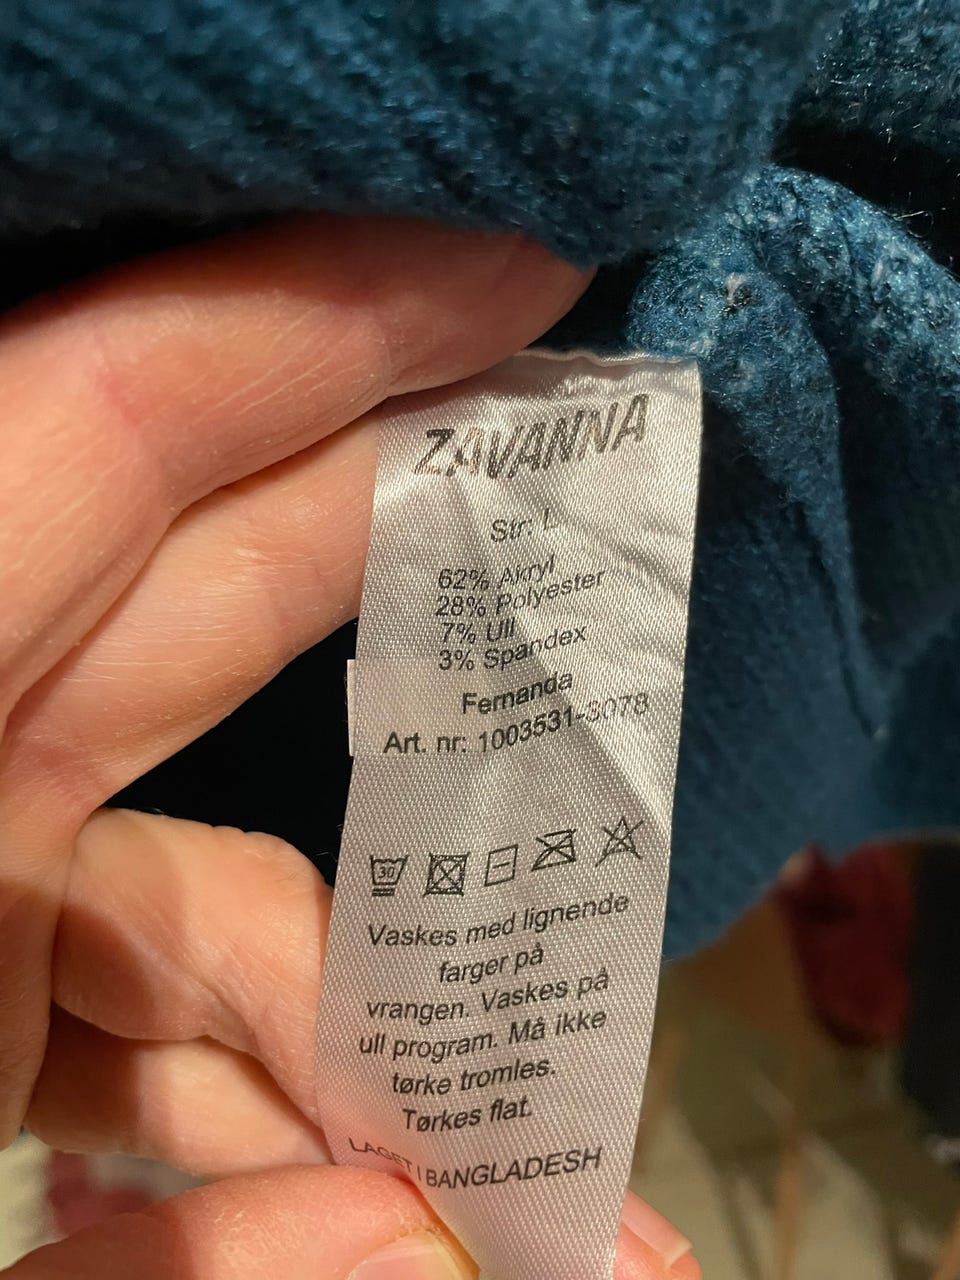 ZAVANNA
Str: L
62% Akryl
28% Polyester
7% Ull
3% Spandex
Fernanda
Art. nr: 1003531-3078
30
Vaskes med lignende
farger på
vrangen. Vaskes på
ull program. Må ikke
tørke tromles.
Tørkes flat.
LAGET I BANGLADESH